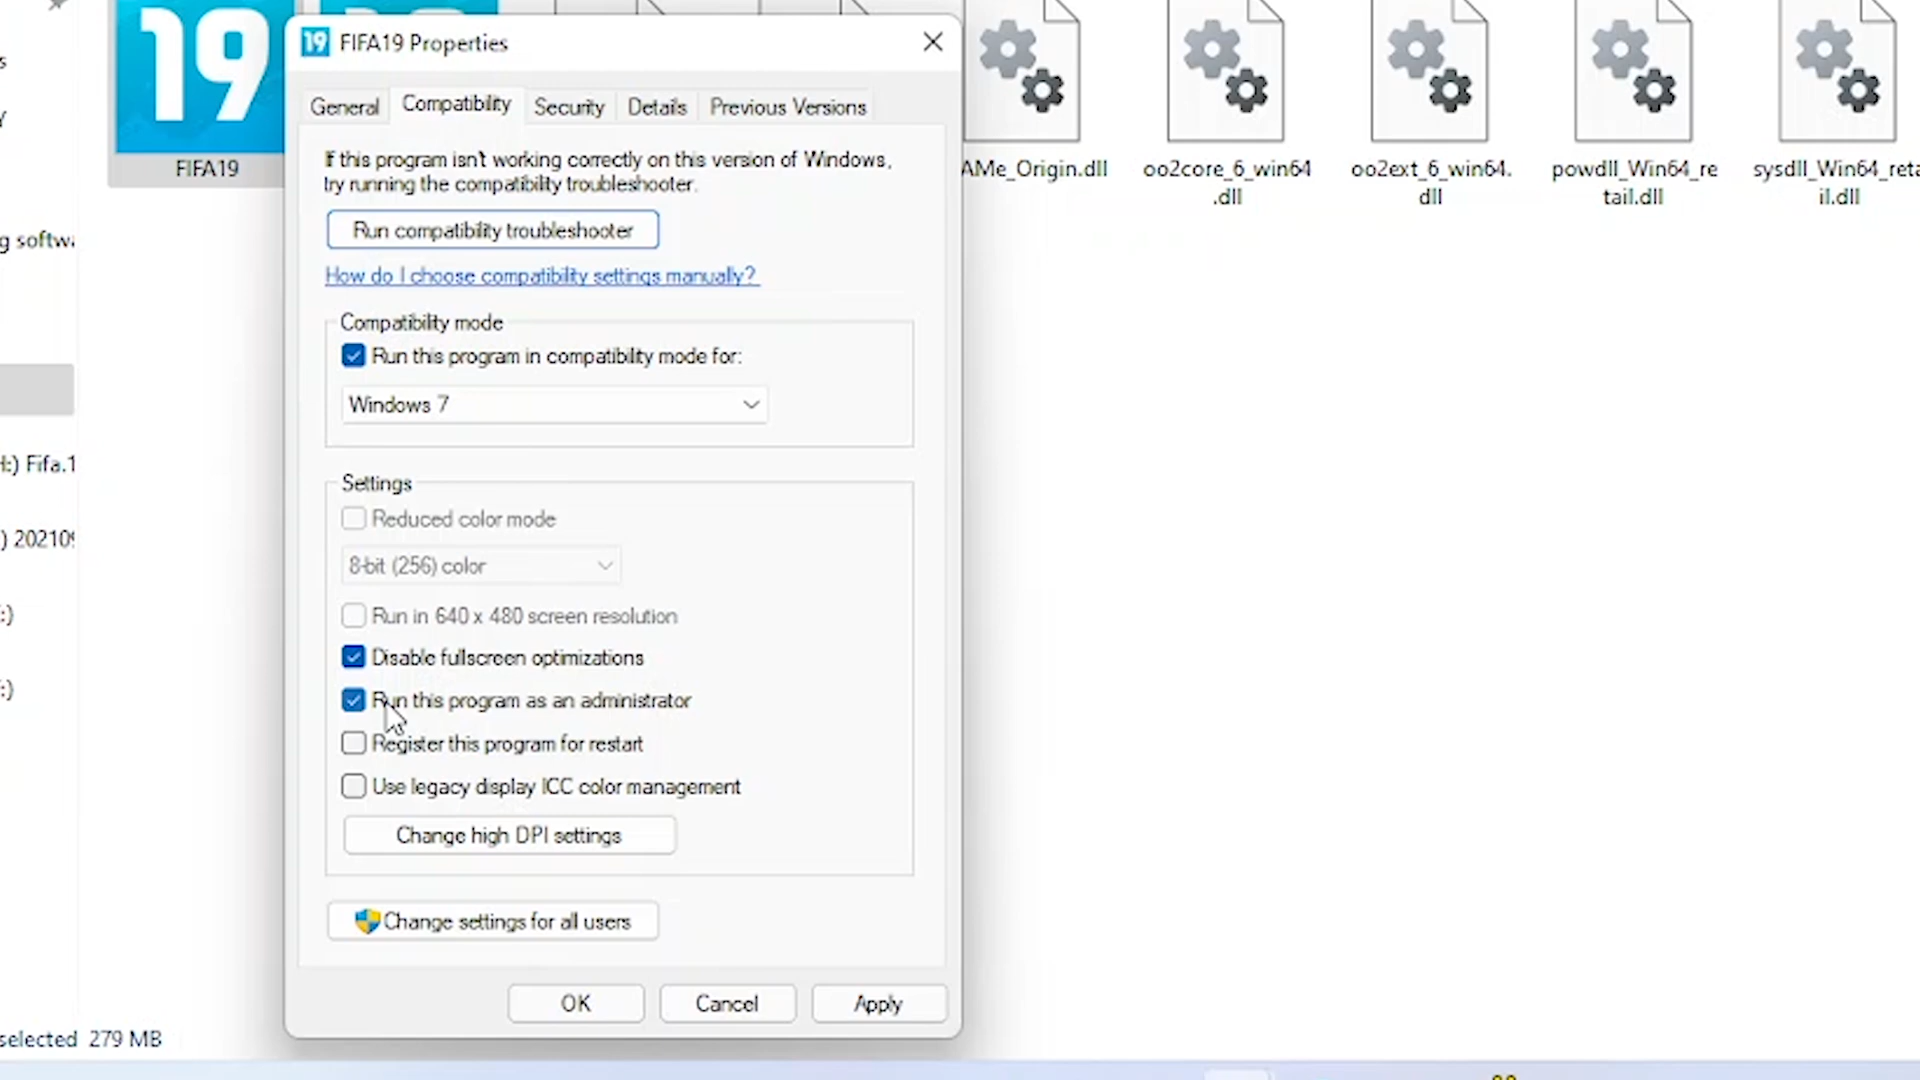 19
FIFA19
s
g softwa
H:) Fifa.1
) 202109
:)
:)
selected 279 MB
19 FIFA19 Properties
General Compatibility Security Details Previous Versions
If this program isn't working correctly on this version of Windows,
try running the compatibility troubleshooter.
Run compatibility troubleshooter
How do I choose compatibility settings manually?
Compatibility mode
Run this program in compatibility mode for:
Windows 7
Settings
Reduced color mode
8-bit (256) color
Run in 640 x 480 screen resolution
Disable fullscreen optimizations
Run this program as an administrator
Register this program for restart
Use legacy display ICC color management
Change high DPI settings
Change settings for all users
OK Cancel Apply
AMe_Origin.dll
oo2core_6_win64
.dll
oo2ext_6_win64.
dll
powdll_Win64_re
tail.dll
sysdll_Win64_reta
il.dll